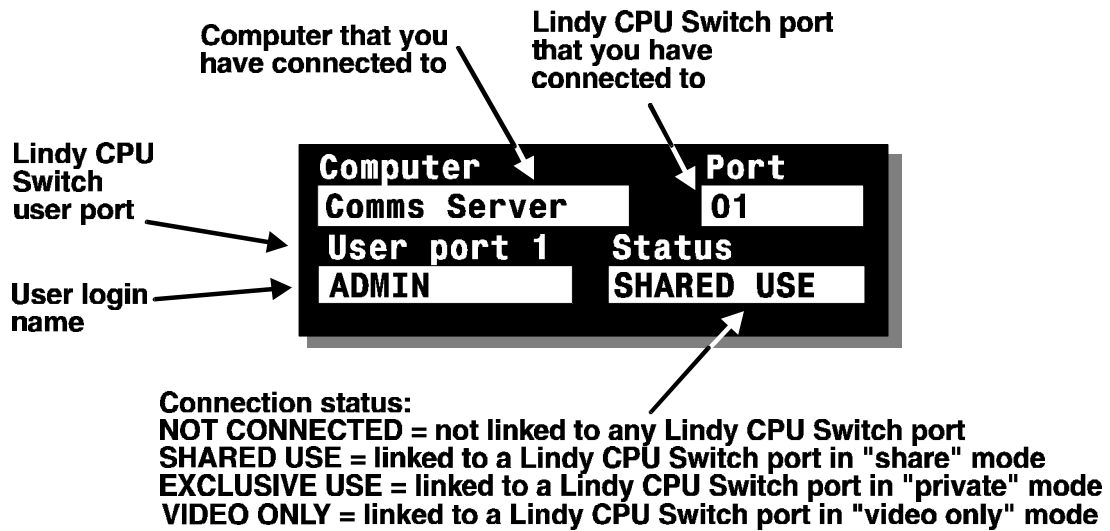 Computer that you
have connected to
Lindy CPU Switch port
that you have
connected to
Lindy CPU
Switch
user port
User login
name
Computer
Port
Comms Server
01
User port 1
Status
ADMIN
SHARED USE
Connection status:
NOT CONNECTED = not linked to any Lindy CPU Switch port
SHARED USE = linked to a Lindy CPU Switch port in "share" mode
EXCLUSIVE USE = linked to a Lindy CPU Switch port in "private" mode
VIDEO ONLY = linked to a Lindy CPU Switch port in "video only" mode